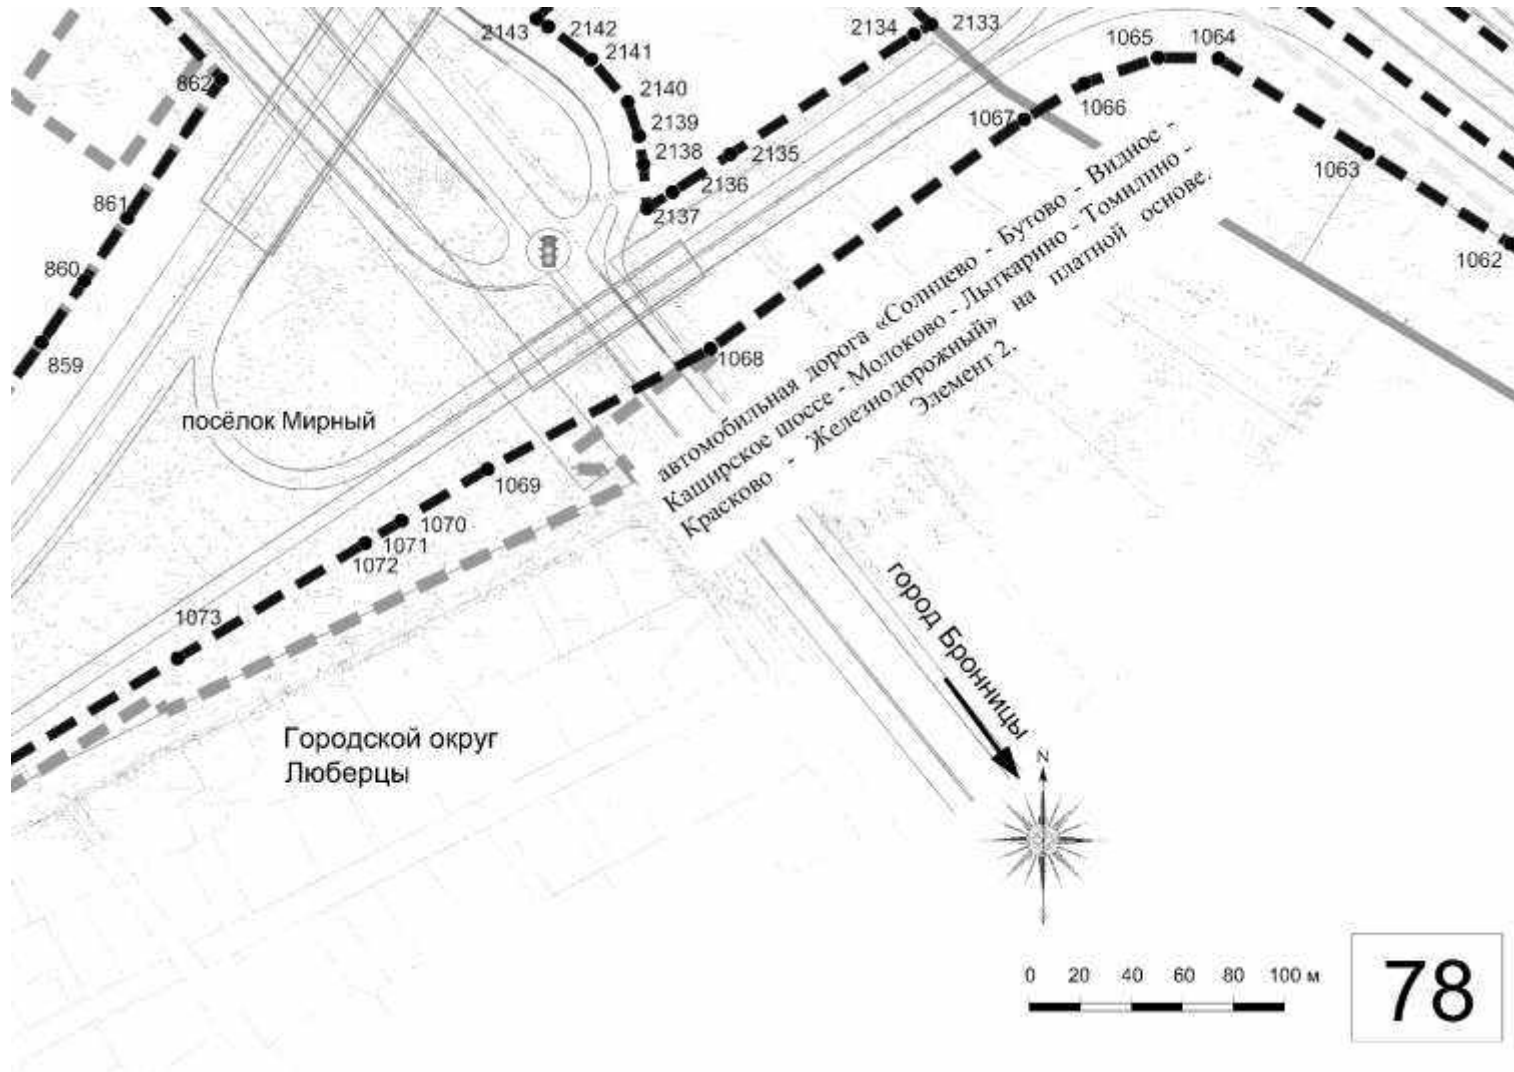 2143
2142
2141
2140
2139
2138
2137
2136
2135
2134
2133
1065
1064
1066
1067
1063
1062
862
861
860
859
1068
1069
1070
1071
1072
1073
посёлок Мирный
автомобильная дорога «Солнцево - Бутово - Видное -
Каширское шоссе - Молоково - Лыткарино - Томилино -
Красково - Железнодорожный» на платной основе.
Элемент 2.
город Бронницы
Городской округ
Люберцы
N
0 20 40 60 80 100 м
78